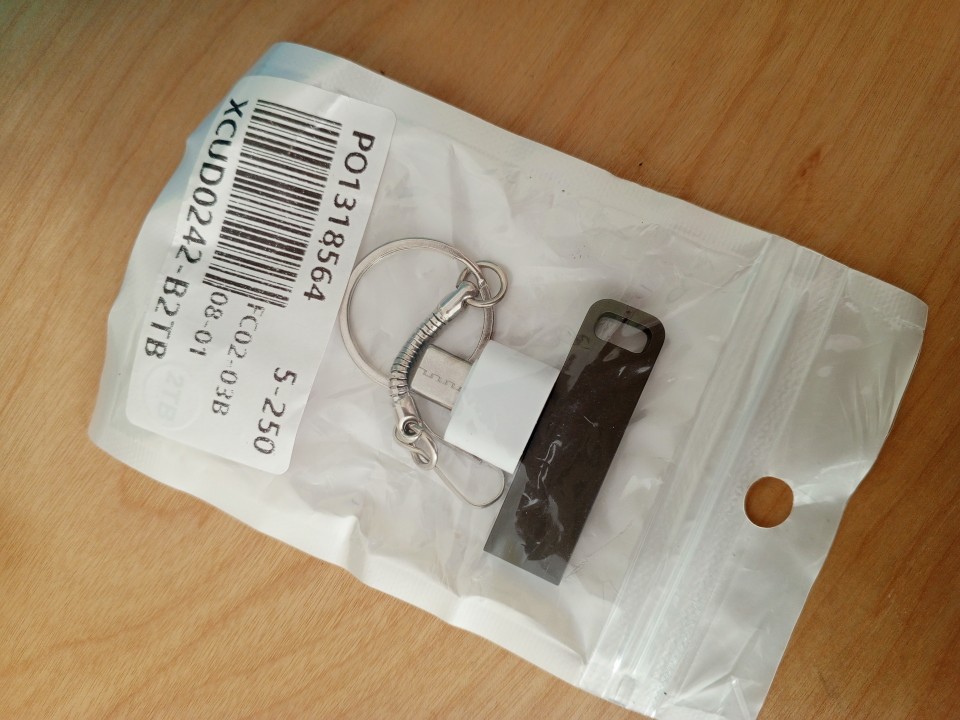 PO1318564 5-250
FC02-03B
08-01
XCUD0242-B2TB
2TB